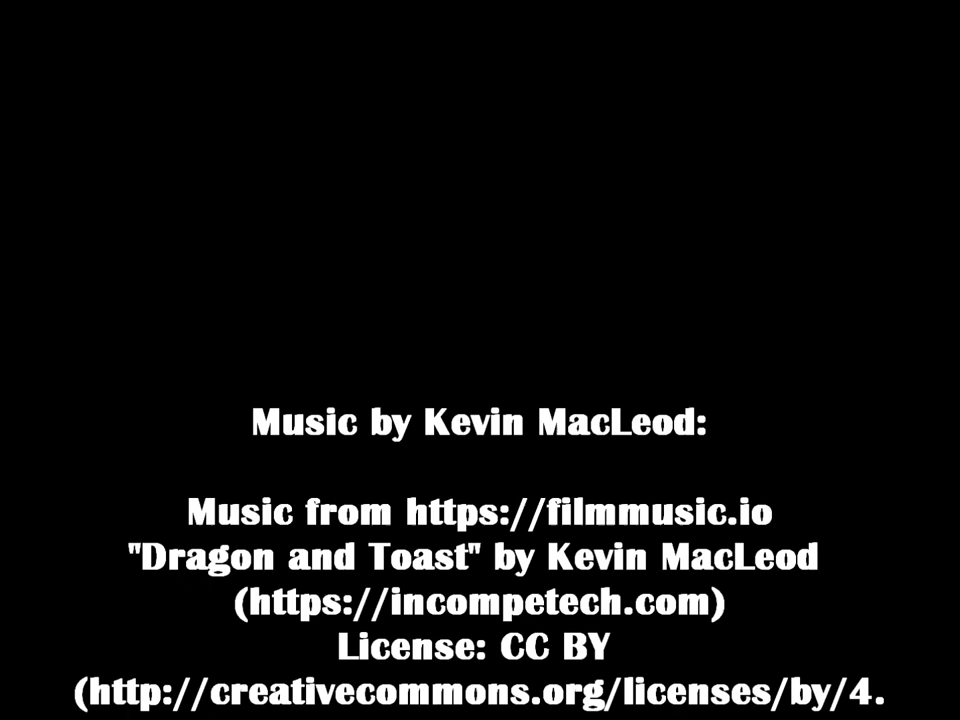 Music by Kevin MacLeod:
Music from https://filmmusic.io
"Dragon and Toast" by Kevin MacLeod
(https://incompetech.com)
License: CC BY
(http://creativecommons.org/licenses/by/4.